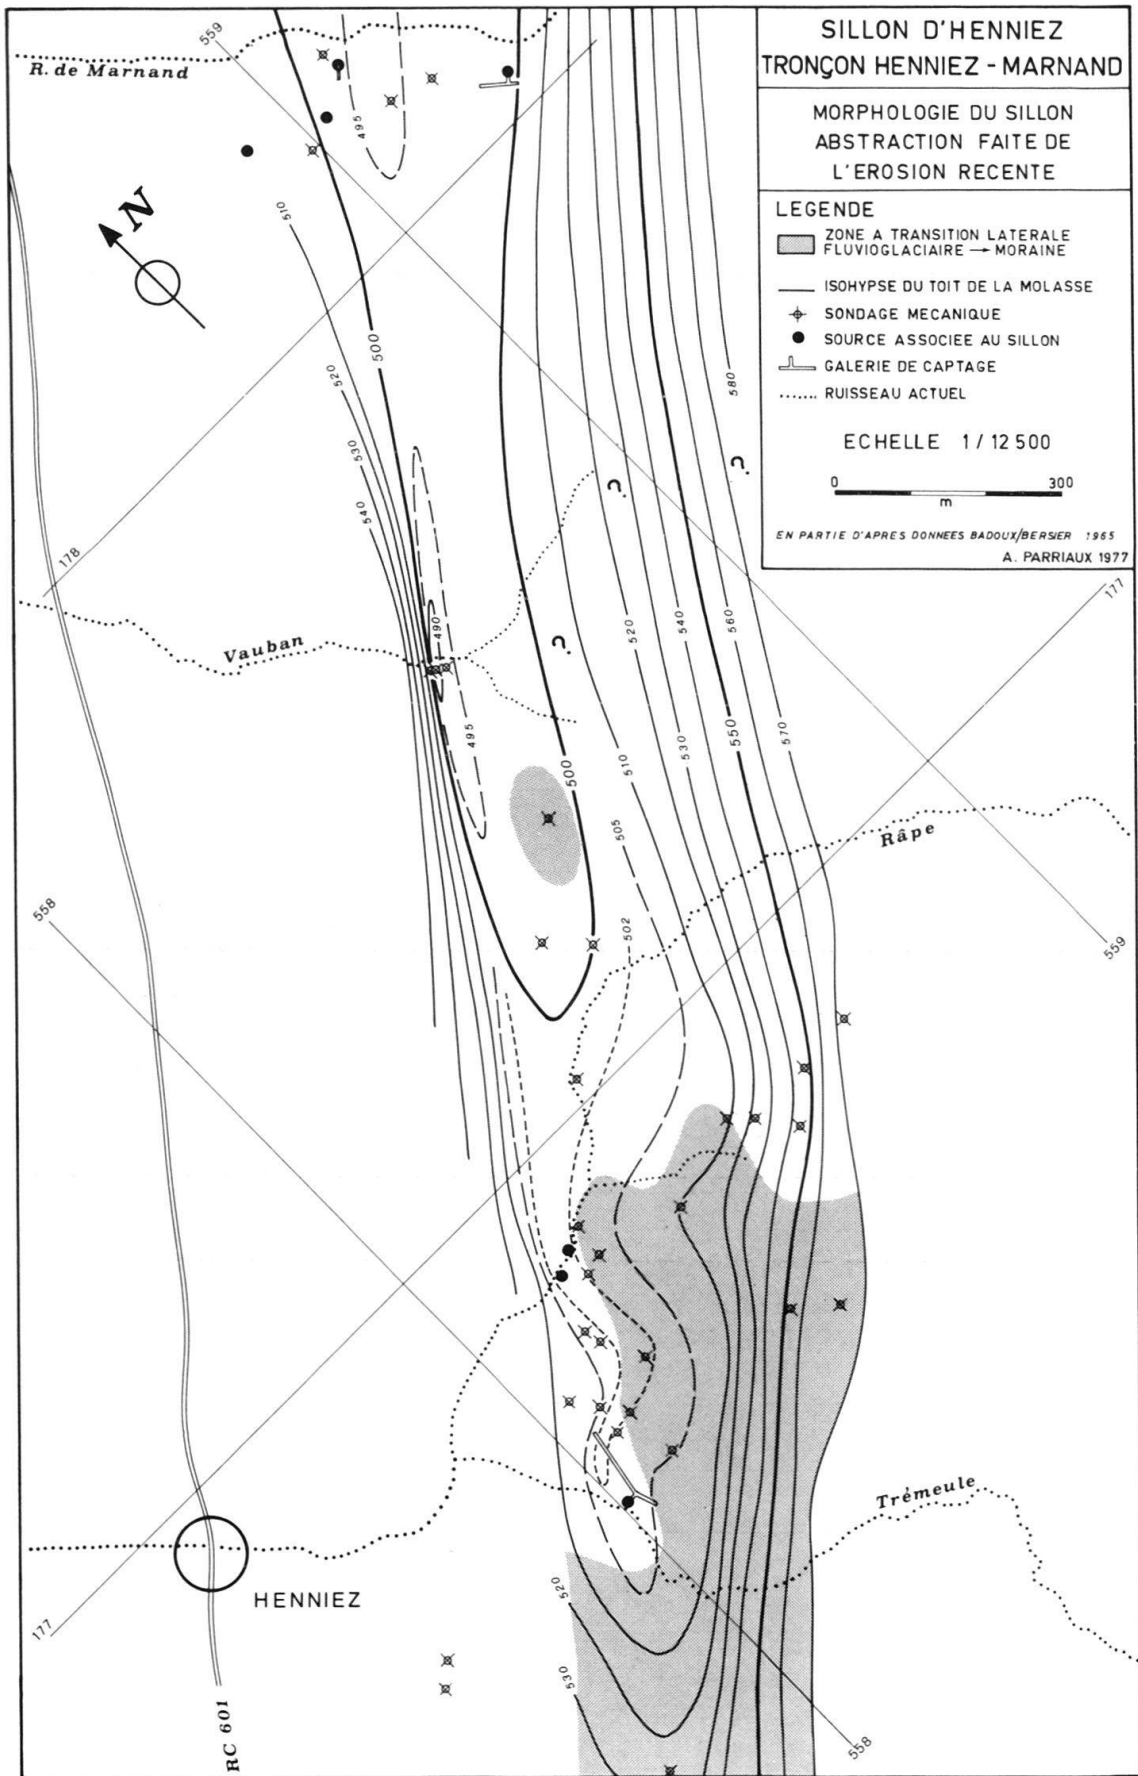 SILLON D'HENNIEZ
TRONÇON HENNIEZ - MARNAND
MORPHOLOGIE DU SILLON
ABSTRACTION FAITE DE
L'EROSION RECENTE
LEGENDE
ZONE A TRANSITION LATERALE
FLUVIOGLACIAIRE → MORAINE
ISOHYPSE DU TOIT DE LA MOLASSE
SONDAGE MECANIQUE
SOURCE ASSOCIEE AU SILLON
GALERIE DE CAPTAGE
RUISSEAU ACTUEL
ECHELLE 1/12 500
0 300
m
EN PARTIE D'APRES DONNEES BADOUX/BERSIER 1965
A. PARRIAUX 1977
559
R. de Marnand
495
N
510
500
520
580
530
540
178
177
490
520
540
560
Vauban
495
500
510
530
550
570
505
Râpe
558
502
559
Trémeule
HENNIEZ
520
177
530
RC 601
558